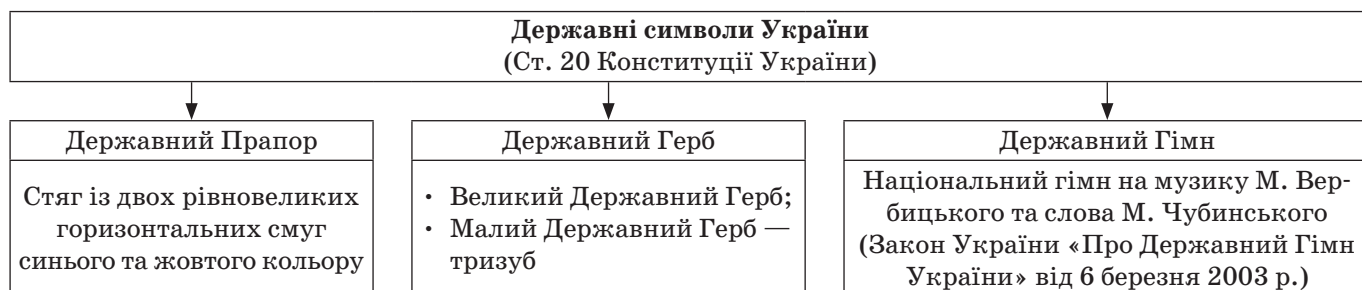 Державні символи України
(Ст. 20 Конституції України)
Державний Прапор
Стяг із двох рівновеликих
горизонтальних смуг
синього та жовтого кольору
Державний Герб
• Великий Державний Герб;
• Малий Державний Герб —
тризуб
Державний Гімн
Національний гімн на музику М. Вер-
бицького та слова М. Чубинського
(Закон України «Про Державний Гімн
України» від 6 березня 2003 р.)